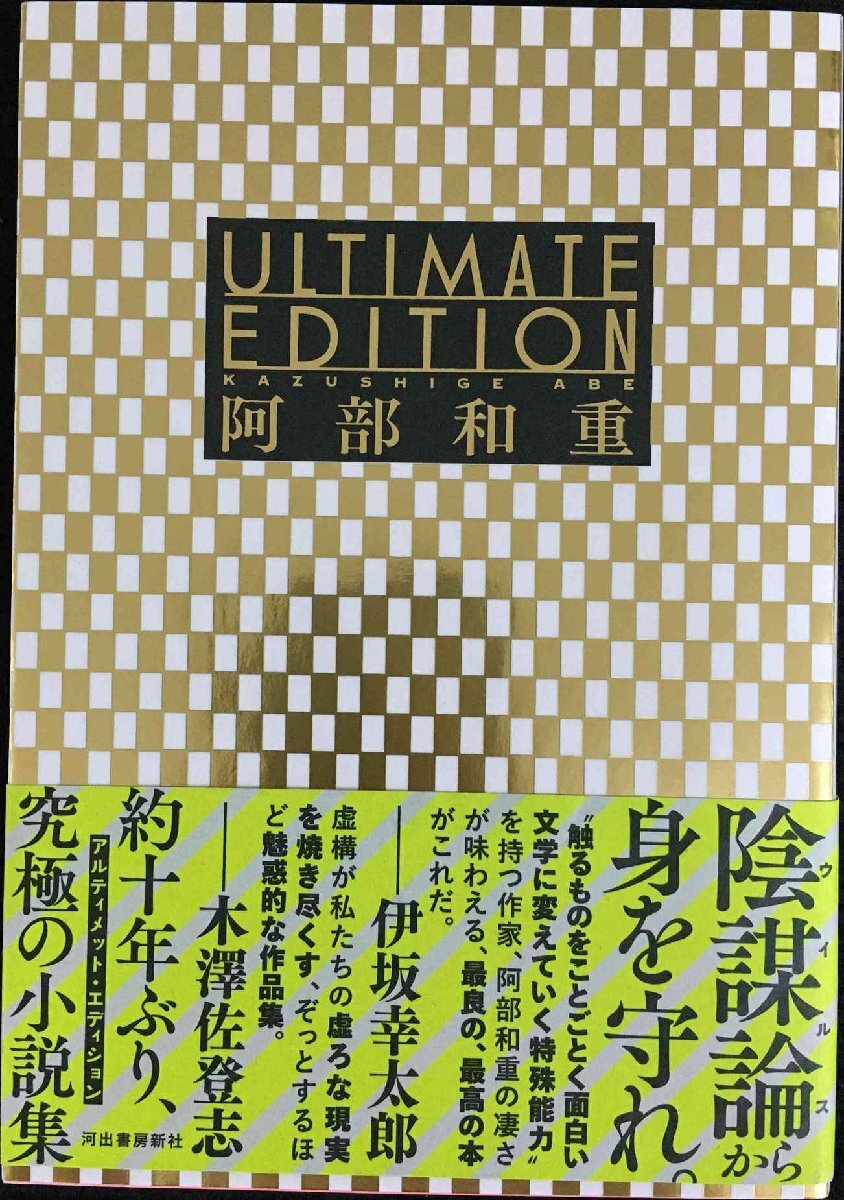 ULTIMATE
EDITION
KAZUSHIGE ABE
阿部和重
陰謀論から
ウイルス
身を守れ。
“触るものをことごとく面白い
文学に変えていく特殊能力”
を持つ作家、阿部和重の凄さ
が味わえる、最良の、最高の本
がこれだ。
──伊坂幸太郎
虚構が私たちの虚ろな現実
を焼き尽くす、ぞっとするほ
ど魅惑的な作品集。
──木澤佐登志
約十年ぶり、
アルティメット・エディション
究極の小説集
河出書房新社